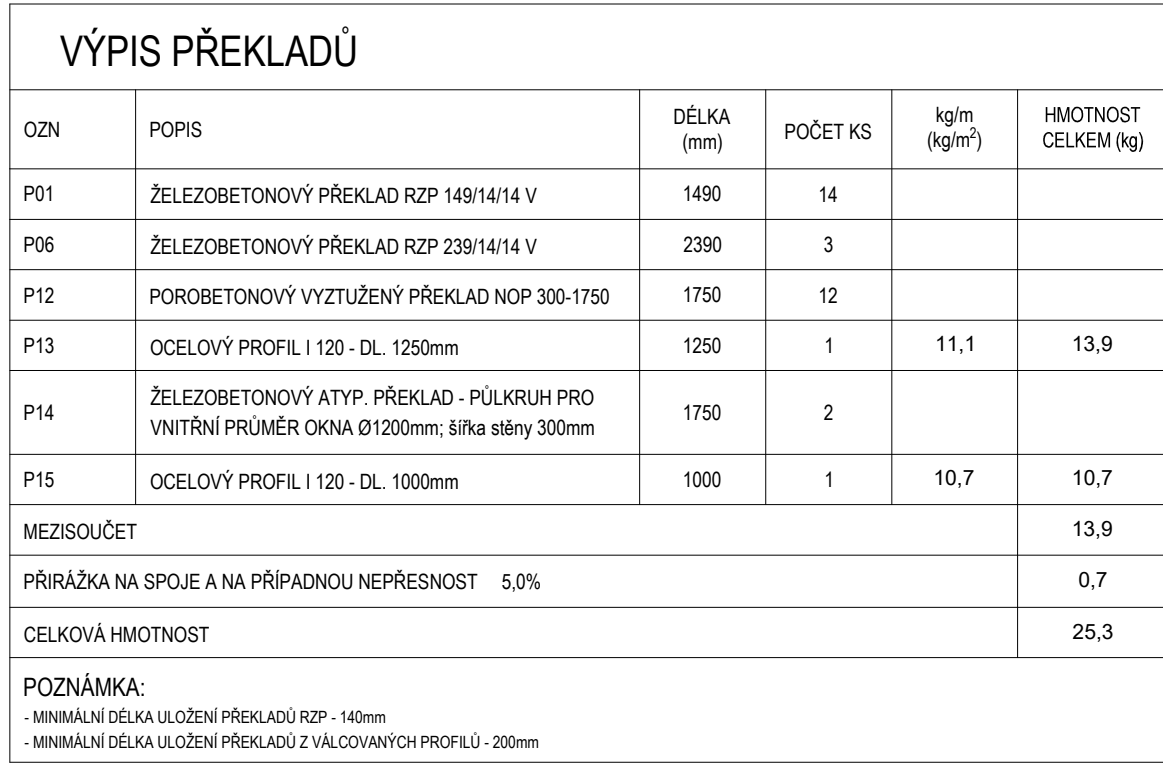 VÝPIS PŘEKLADŮ
OZN POPIS DÉLKA (mm) POČET KS kg/m (kg/m²) HMOTNOST CELKEM (kg)
P01 ŽELEZOBETONOVÝ PŘEKLAD RZP 149/14/14 V 1490 14
P06 ŽELEZOBETONOVÝ PŘEKLAD RZP 239/14/14 V 2390 3
P12 POROBETONOVÝ VYZTUŽENÝ PŘEKLAD NOP 300-1750 1750 12
P13 OCELOVÝ PROFIL I 120 - DL. 1250mm 1250 1 11,1 13,9
P14 ŽELEZOBETONOVÝ ATYP. PŘEKLAD - PŮLKRUH PRO
VNITŘNÍ PRŮMĚR OKNA Ø1200mm; šířka stěny 300mm 1750 2
P15 OCELOVÝ PROFIL I 120 - DL. 1000mm 1000 1 10,7 10,7
MEZISOUČET 13,9
PŘIRÁŽKA NA SPOJE A NA PŘÍPADNOU NEPŘESNOST 5,0% 0,7
CELKOVÁ HMOTNOST 25,3
POZNÁMKA:
- MINIMÁLNÍ DÉLKA ULOŽENÍ PŘEKLADŮ RZP - 140mm
- MINIMÁLNÍ DÉLKA ULOŽENÍ PŘEKLADŮ Z VÁLCOVANÝCH PROFILŮ - 200mm